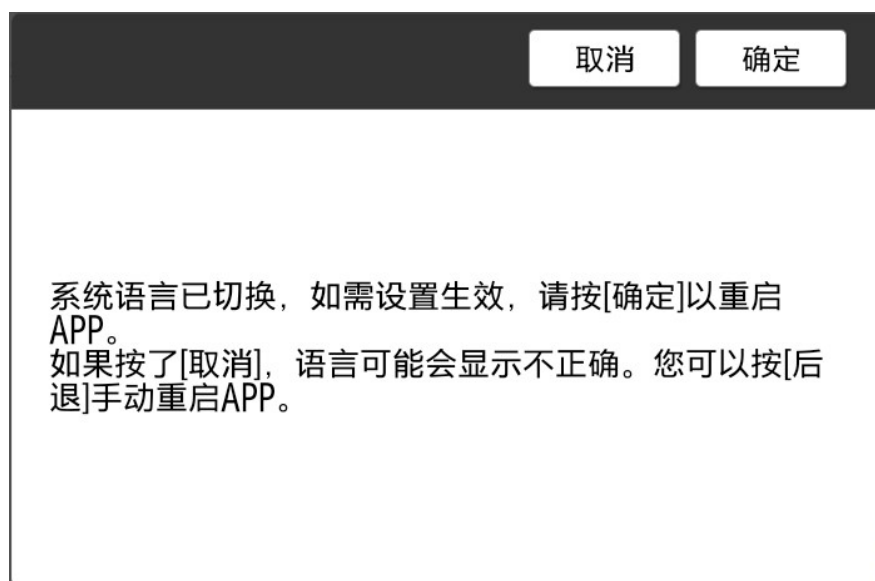 取消 确定
系统语言已切换，如需设置生效，请按[确定]以重启
APP。
如果按了[取消]，语言可能会显示不正确。您可以按[后
退]手动重启APP。